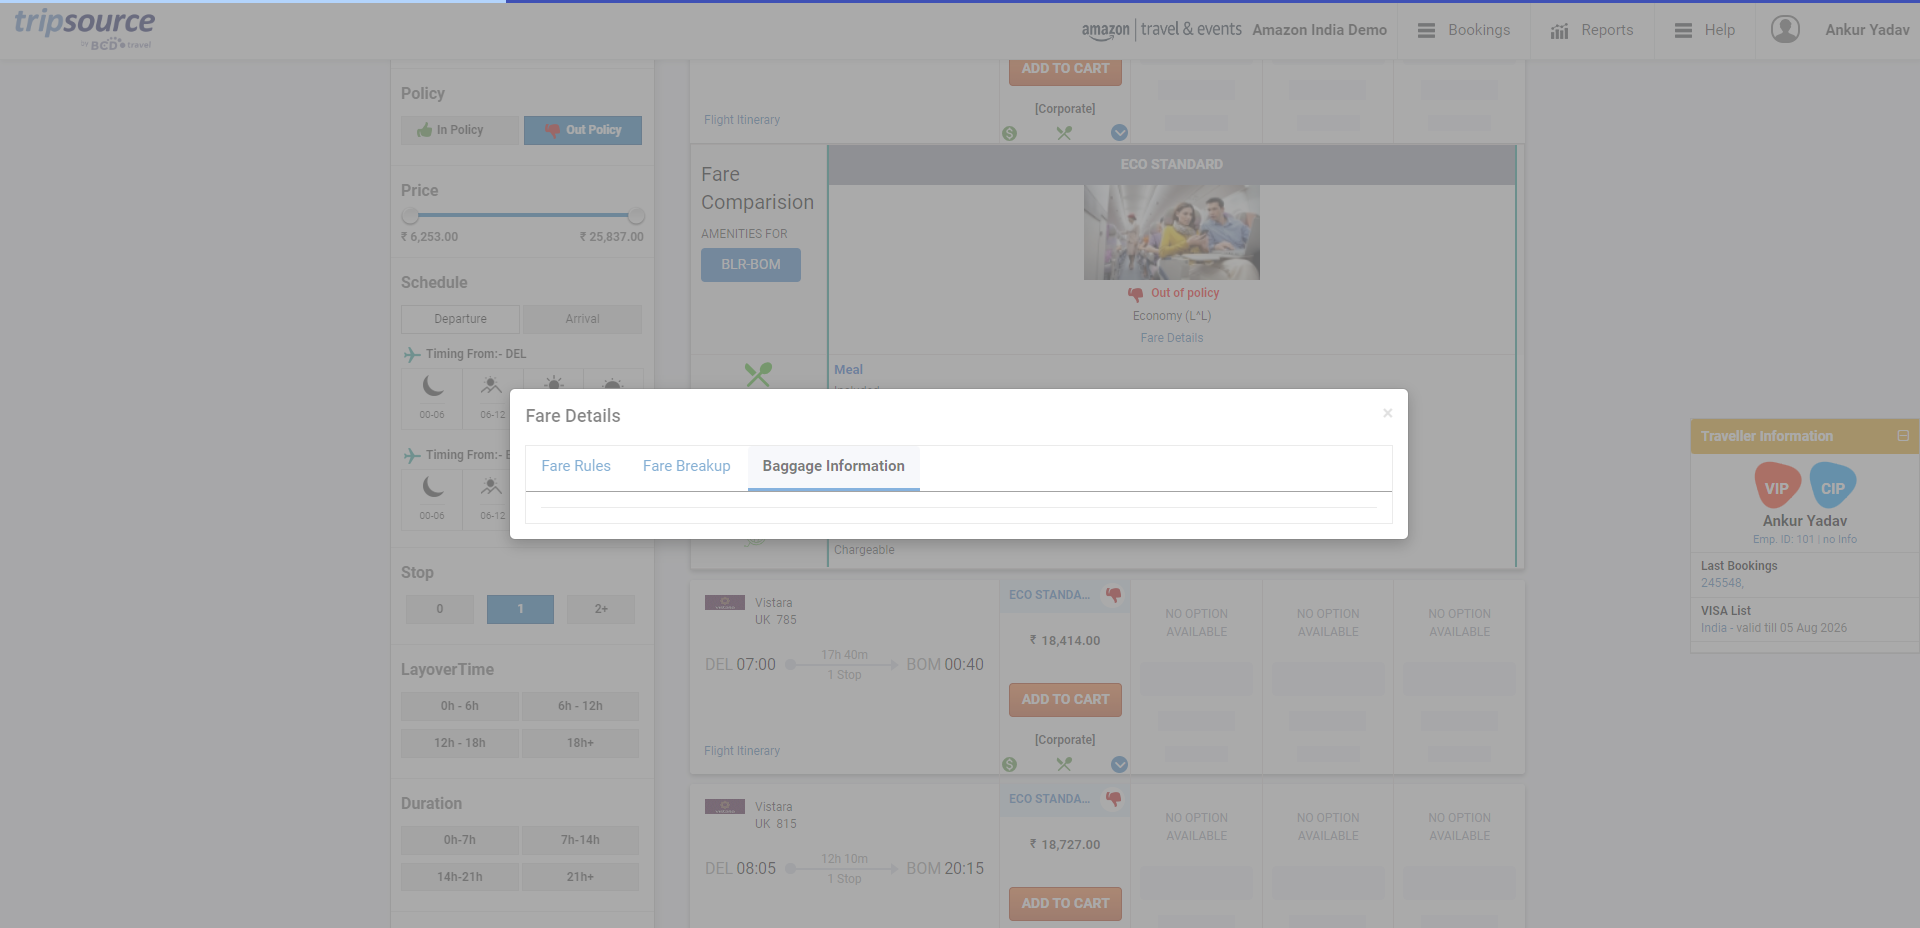 tripsource
by BCD travel
amazon | travel & events Amazon India Demo
Bookings
Reports
Help
Ankur Yadav
Policy
In Policy
Out Policy
Price
₹ 6,253.00
₹ 25,837.00
Schedule
Departure
Arrival
Timing From:- DEL
00-06
06-12
Timing From:-
00-06
06-12
Stop
0
1
2+
LayoverTime
0h - 6h
6h - 12h
12h - 18h
18h+
Duration
0h-7h
7h-14h
14h-21h
21h+
ADD TO CART
[Corporate]
Flight Itinerary
Fare
Comparision
AMENITIES FOR
BLR-BOM
ECO STANDARD
Out of policy
Economy (L*L)
Fare Details
Meal
Fare Details
×
Fare Rules
Fare Breakup
Baggage Information
Chargeable
Vistara
UK 785
DEL 07:00
17h 40m
1 Stop
BOM 00:40
Flight Itinerary
ECO STANDA...
₹ 18,414.00
ADD TO CART
[Corporate]
NO OPTION
AVAILABLE
NO OPTION
AVAILABLE
NO OPTION
AVAILABLE
Vistara
UK 815
DEL 08:05
12h 10m
1 Stop
BOM 20:15
ECO STANDA...
₹ 18,727.00
ADD TO CART
NO OPTION
AVAILABLE
NO OPTION
AVAILABLE
NO OPTION
AVAILABLE
Traveller Information
VIP
CIP
Ankur Yadav
Emp. ID: 101 | no Info
Last Bookings
245548,
VISA List
India - valid till 05 Aug 2026